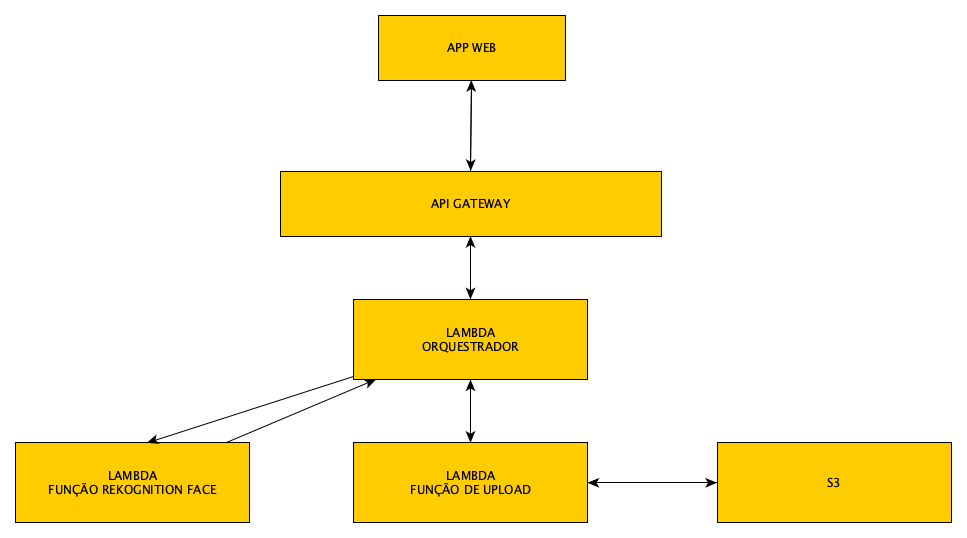 APP WEB
API GATEWAY
LAMBDA
ORQUESTRADOR
LAMBDA
FUNÇÃO REKOGNITION FACE
LAMBDA
FUNÇÃO DE UPLOAD
S3